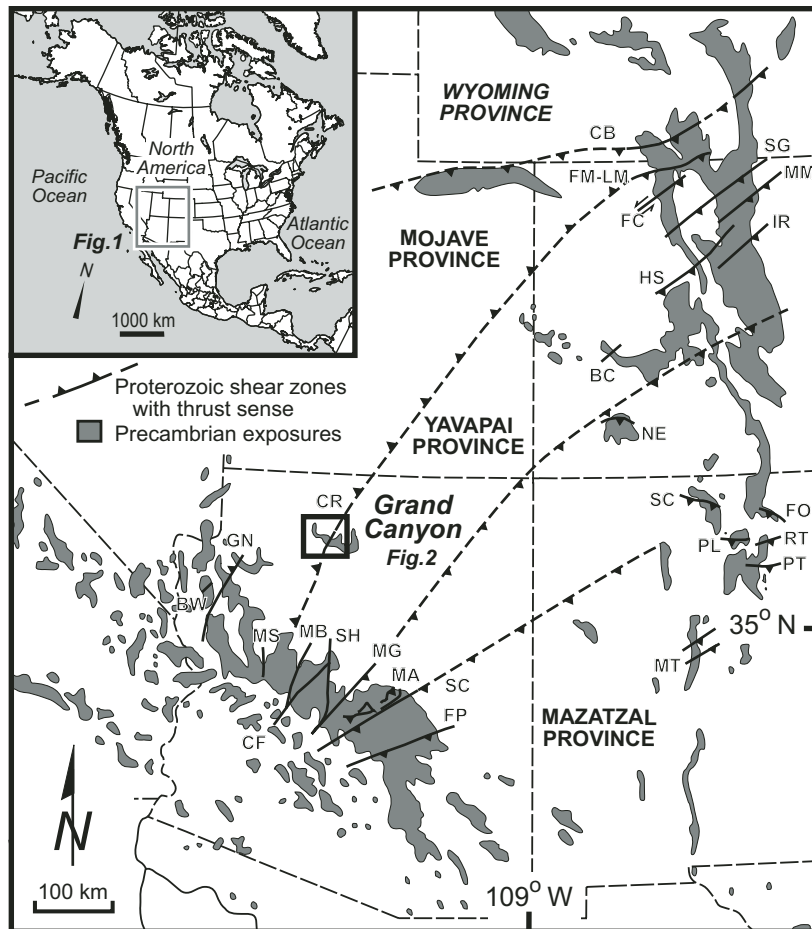 North
America
Pacific
Ocean
Atlantic
Ocean
Fig.1
N
1000 km
WYOMING
PROVINCE
CB
SG
FM-LM
MM
FC
IR
MOJAVE
PROVINCE
HS
Proterozoic shear zones
with thrust sense
Precambrian exposures
BC
YAVAPAI
PROVINCE
NE
CR
Grand
Canyon
Fig.2
SC
FO
GN
PL
RT
PT
BW
MS
MB
SH
35° N
MG
MA
SC
MT
FP
CF
MAZATZAL
PROVINCE
N
100 km
109° W